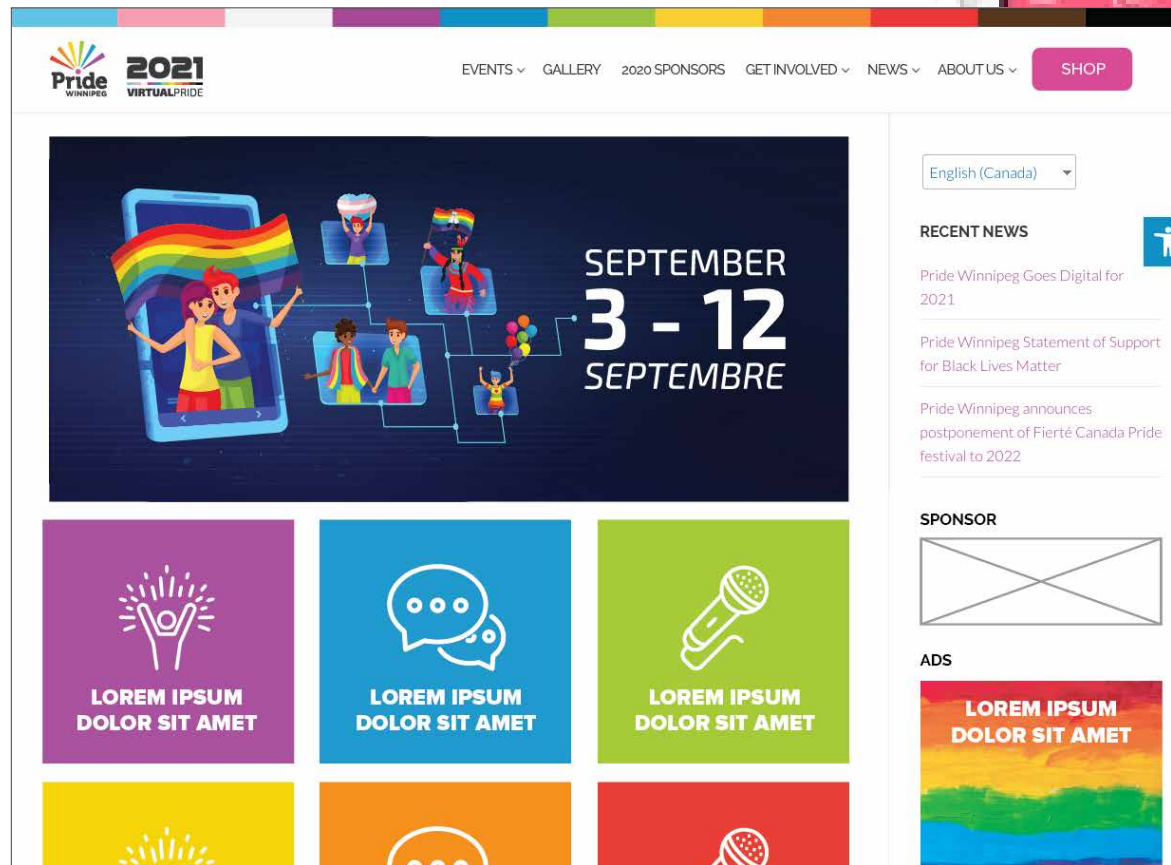 Pride
WINNIPEG
2021
VIRTUALPRIDE
EVENTS
GALLERY
2020 SPONSORS
GET INVOLVED
NEWS
ABOUT US
SHOP
SEPTEMBER
3 - 12
SEPTEMBRE
English (Canada)
RECENT NEWS
Pride Winnipeg Goes Digital for
2021
Pride Winnipeg Statement of Support
for Black Lives Matter
Pride Winnipeg announces
postponement of Fierté Canada Pride
festival to 2022
SPONSOR
ADS
LOREM IPSUM
DOLOR SIT AMET
LOREM IPSUM
DOLOR SIT AMET
LOREM IPSUM
DOLOR SIT AMET
LOREM IPSUM
DOLOR SIT AMET